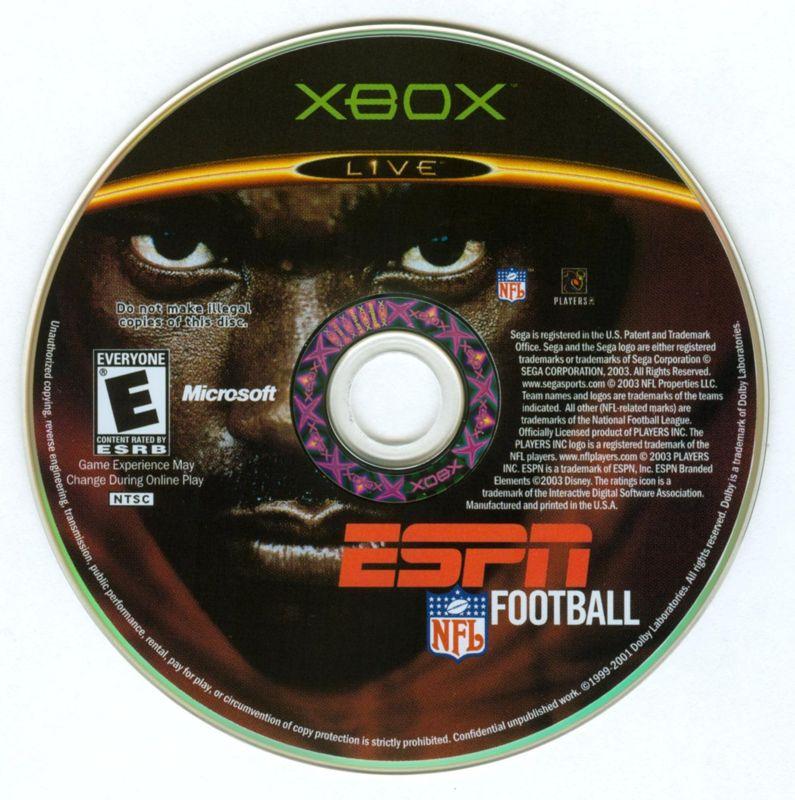 XBOX™
LIVE™
NFL™
PLAYERS INC
Do not make illegal
copies of this disc.
EVERYONE
E®
CONTENT RATED BY
ESRB
Microsoft®
Game Experience May
Change During Online Play
NTSC
XBOX
XBOX
Sega is registered in the U.S. Patent and Trademark
Office. Sega and the Sega logo are either registered
trademarks or trademarks of Sega Corporation ©
SEGA CORPORATION, 2003. All Rights Reserved.
www.segasports.com © 2003 NFL Properties LLC.
Team names and logos are trademarks of the teams
indicated. All other (NFL-related marks) are
trademarks of the National Football League.
Officially Licensed product of PLAYERS INC. The
PLAYERS INC logo is a registered trademark of the
NFL players. www.nflplayers.com © 2003 PLAYERS
INC. ESPN is a trademark of ESPN, Inc. ESPN Branded
Elements ©2003 Disney. The ratings icon is a
trademark of the Interactive Digital Software Association.
Manufactured and printed in the U.S.A.
ESPN
NFL
FOOTBALL
Unauthorized copying, reverse engineering, transmission, public performance, rental, pay for play, or circumvention of copy protection is strictly prohibited. Confidential unpublished work. ©1999-2001 Dolby Laboratories. All rights reserved. Dolby is a trademark of Dolby Laboratories.